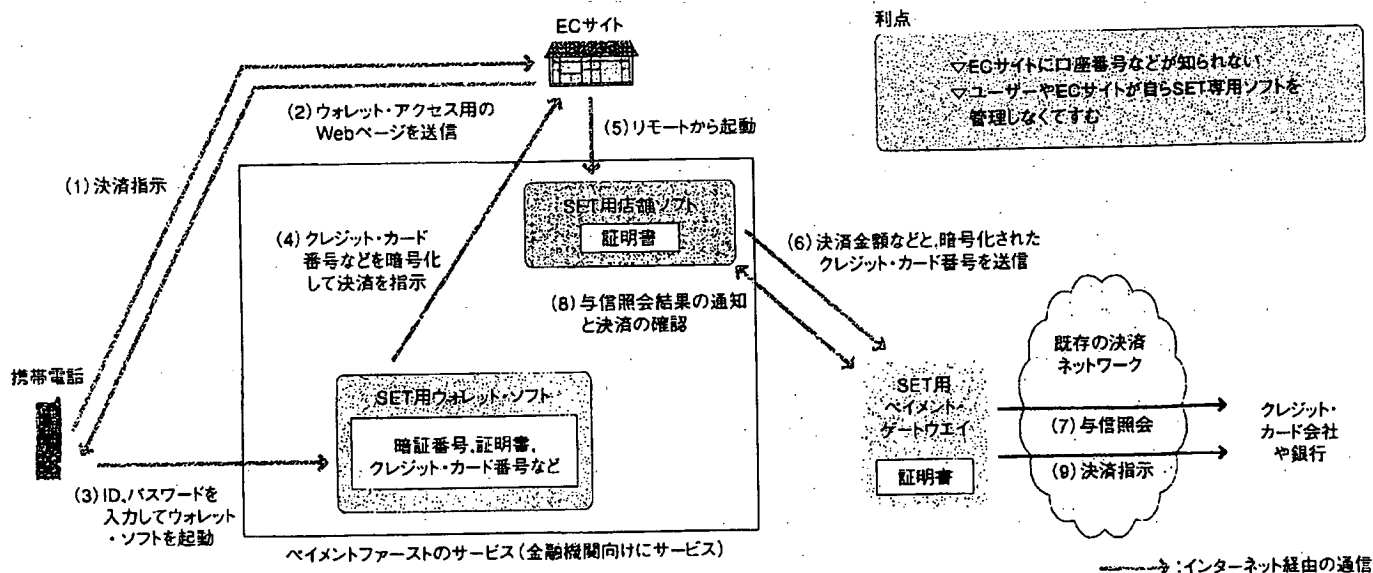 ECサイト
利点
▽ECサイトに口座番号などが知られない
▽ユーザーやECサイトが自らSET専用ソフトを
管理しなくてすむ
(1)決済指示
(2)ウォレット・アクセス用の
Webページを送信
(5)リモートから起動
SET用店舗ソフト
証明書
(4)クレジット・カード
番号などを暗号化
して決済を指示
(6)決済金額などと、暗号化された
クレジット・カード番号を送信
(8)与信照会結果の通知
と決済の確認
携帯電話
SET用ウォレット・ソフト
暗証番号、証明書、
クレジット・カード番号など
(3)ID、パスワードを
入力してウォレット
・ソフトを起動
SET用
ペイメント・
ゲートウエイ
証明書
既存の決済
ネットワーク
(7)与信照会
(9)決済指示
クレジット・
カード会社
や銀行
ペイメントファーストのサービス(金融機関向けにサービス)
:インターネット経由の通信